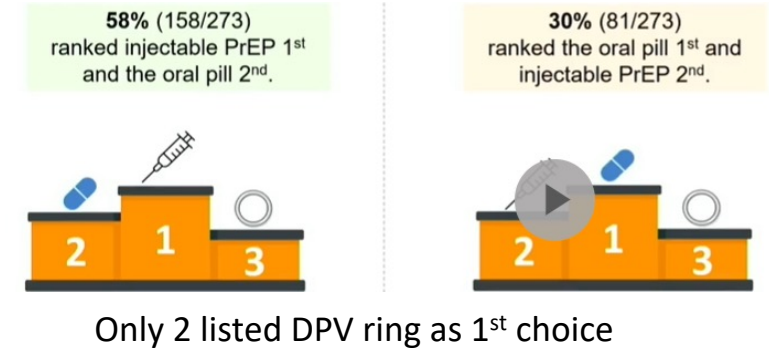 58% (158/273)
ranked injectable PrEP 1st
and the oral pill 2nd.
30% (81/273)
ranked the oral pill 1st and
injectable PrEP 2nd.
2 1 3
2 1 3
Only 2 listed DPV ring as 1st choice